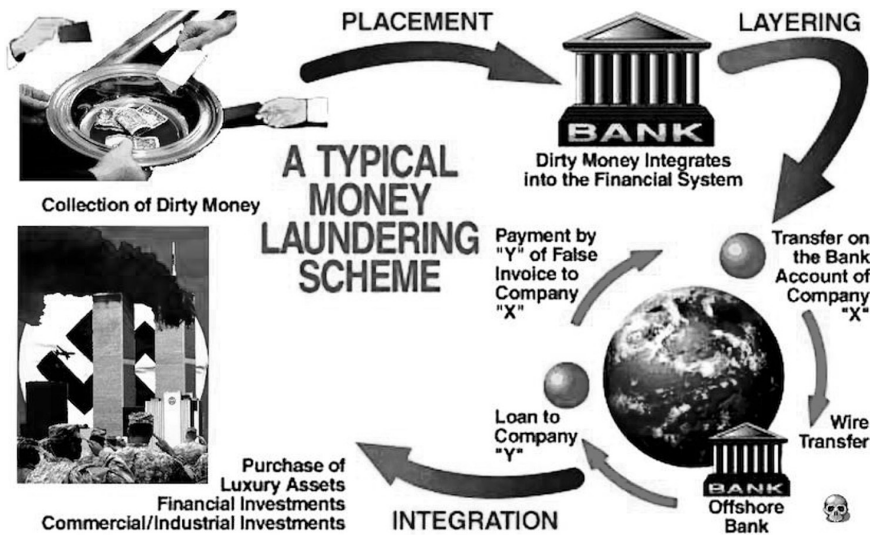 PLACEMENT
LAYERING
BANK
Dirty Money Integrates
into the Financial System
Collection of Dirty Money
A TYPICAL
MONEY
LAUNDERING
SCHEME
Payment by
"Y" of False
Invoice to
Company
"X"
Transfer on
the Bank
Account of
Company
"X"
Loan to
Company
"Y"
Wire
Transfer
BANK
Offshore
Bank
Purchase of
Luxury Assets
Financial Investments
Commercial/Industrial Investments
INTEGRATION